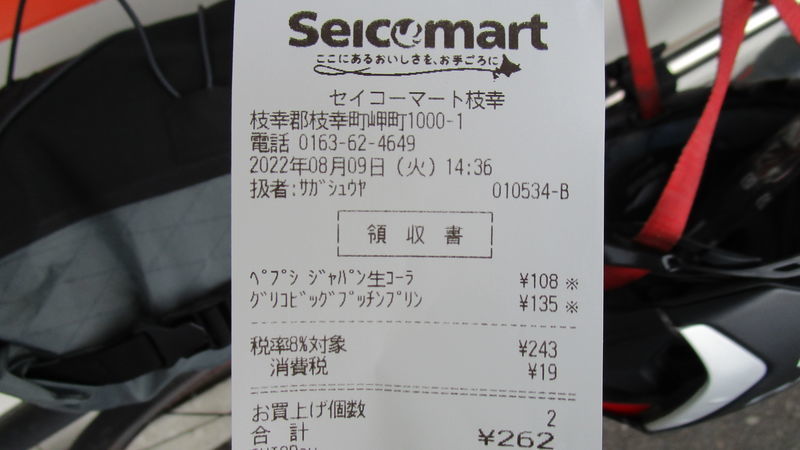 Seicomart
ここにあるおいしさを、お手ごろに
セイコーマート枝幸
枝幸郡枝幸町岬町1000-1
電話 0163-62-4649
2022年08月09日（火）14:36
扱者:ｻｶﾞｼｭｳﾔ 010534-B
領収書
ﾍﾟﾌﾟｼ ｼﾞｬﾊﾟﾝ生ｺｰﾗ ¥108 ※
ｸﾞﾘｺﾋﾞｯｸﾞﾌﾟｯﾁﾝﾌﾟﾘﾝ ¥135 ※
税率8%対象 ¥243
消費税 ¥19
お買上げ個数 2
合計 ¥262